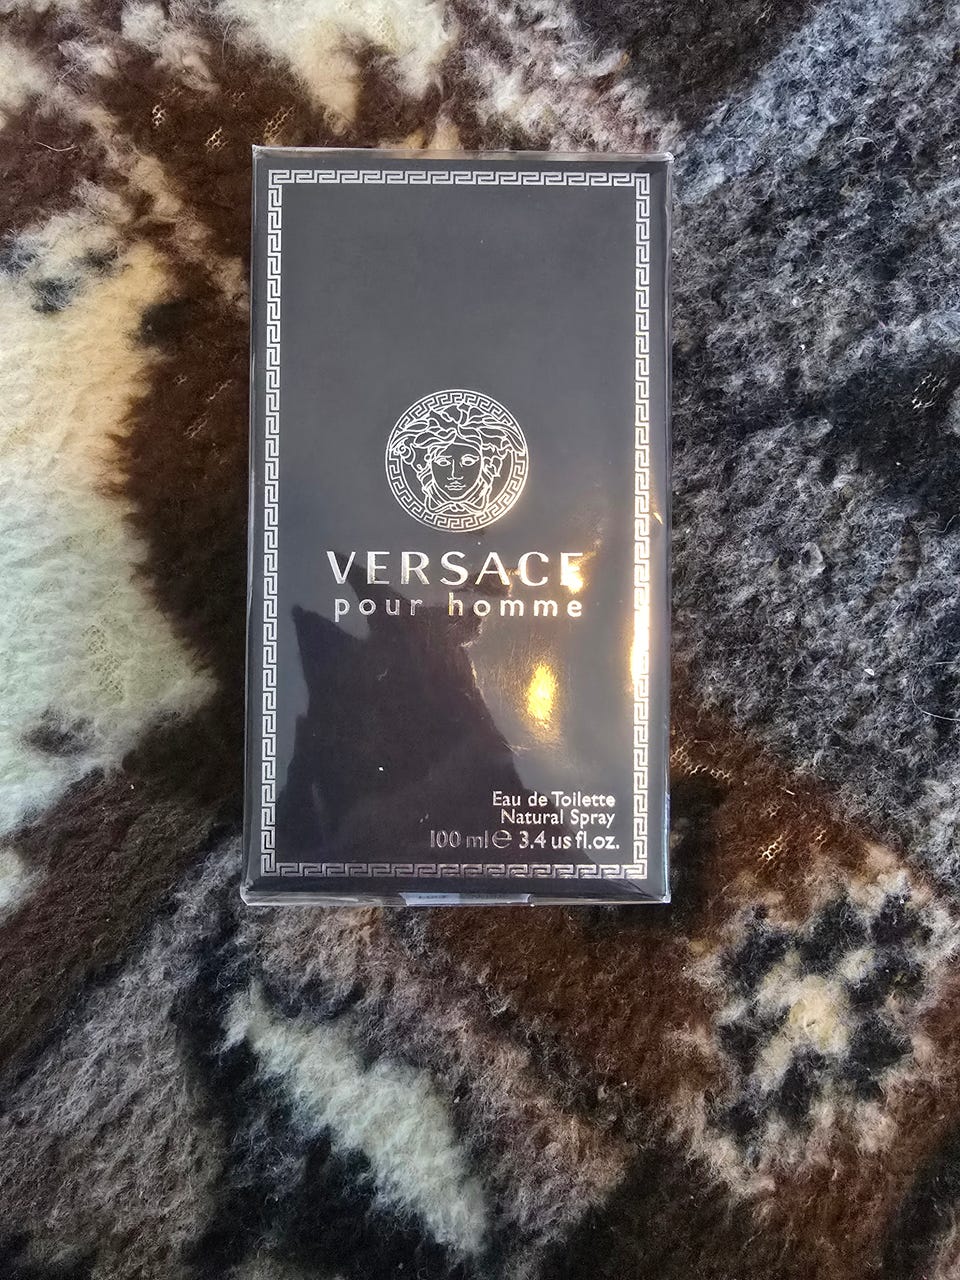 VERSACE
pour homme
Eau de Toilette
Natural Spray
100 ml ℮ 3.4 us fl.oz.